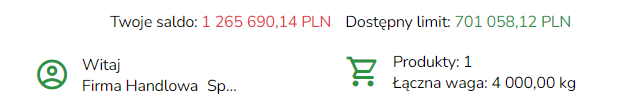 Twoje saldo: 1 265 690,14 PLN Dostępny limit: 701 058,12 PLN
Witaj
Firma Handlowa Sp...
Produkty: 1
Łączna waga: 4 000,00 kg